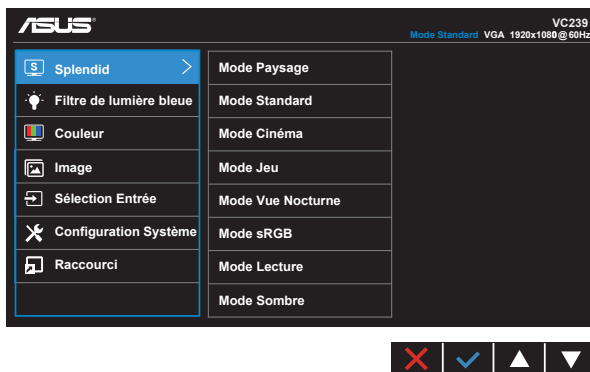 ASUS
VC239
Mode Standard VGA 1920x1080@60Hz
S Splendid
Filtre de lumière bleue
Couleur
Image
Sélection Entrée
Configuration Système
Raccourci
Mode Paysage
Mode Standard
Mode Cinéma
Mode Jeu
Mode Vue Nocturne
Mode sRGB
Mode Lecture
Mode Sombre